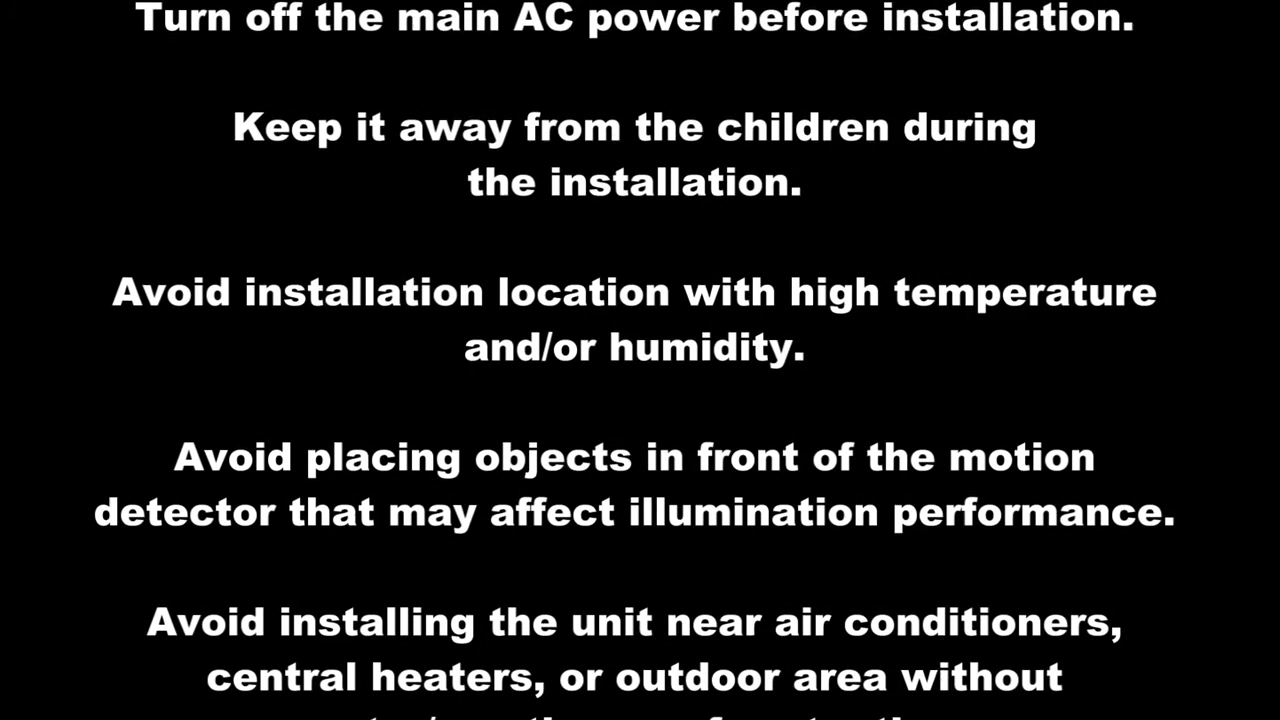 Turn off the main AC power before installation.
Keep it away from the children during
the installation.
Avoid installation location with high temperature
and/or humidity.
Avoid placing objects in front of the motion
detector that may affect illumination performance.
Avoid installing the unit near air conditioners,
central heaters, or outdoor area without